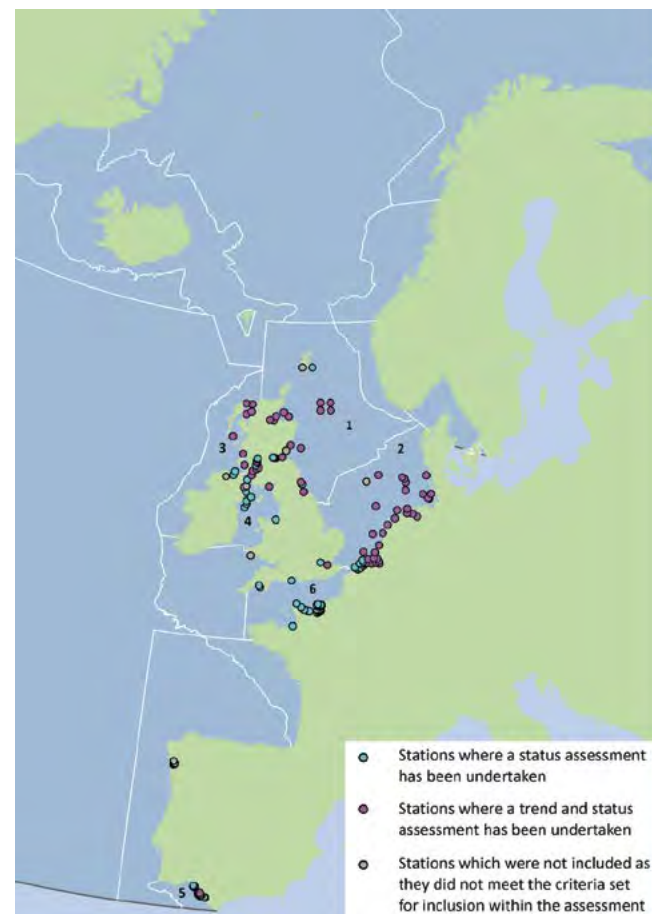 1
2
3
4
6
5
Stations where a status assessment
has been undertaken
Stations where a trend and status
assessment has been undertaken
Stations which were not included as
they did not meet the criteria set
for inclusion within the assessment